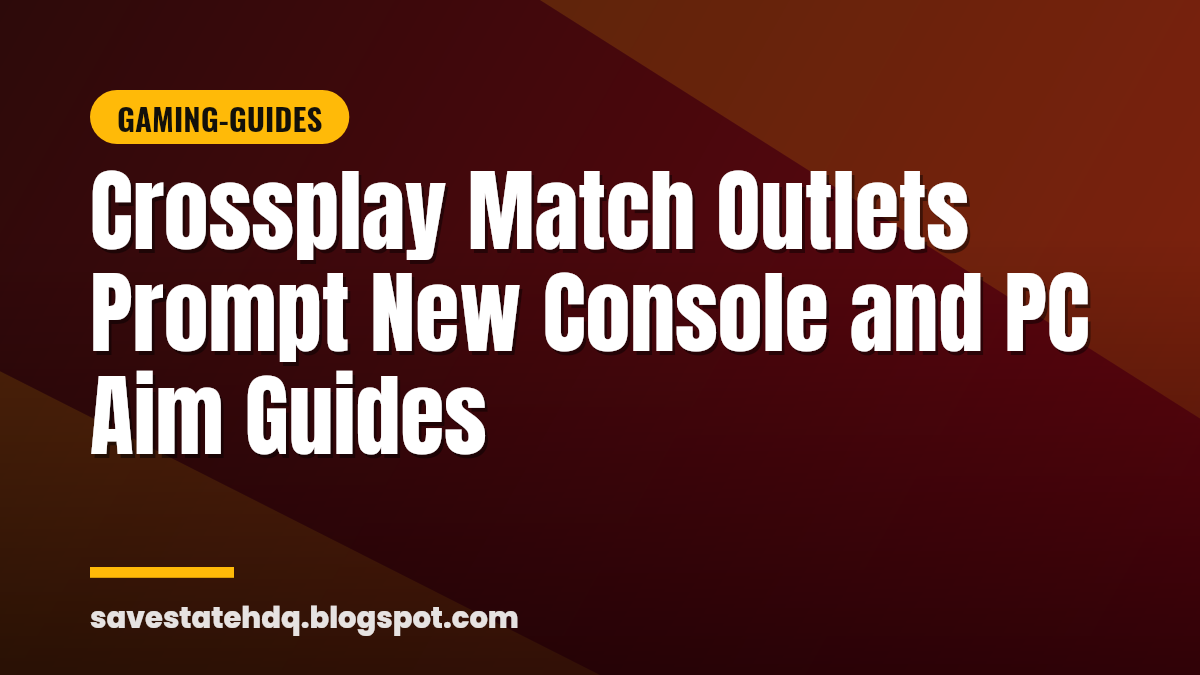 GAMING-GUIDES
Crossplay Match Outlets
Prompt New Console and PC
Aim Guides
savestatehdq.blogspot.com